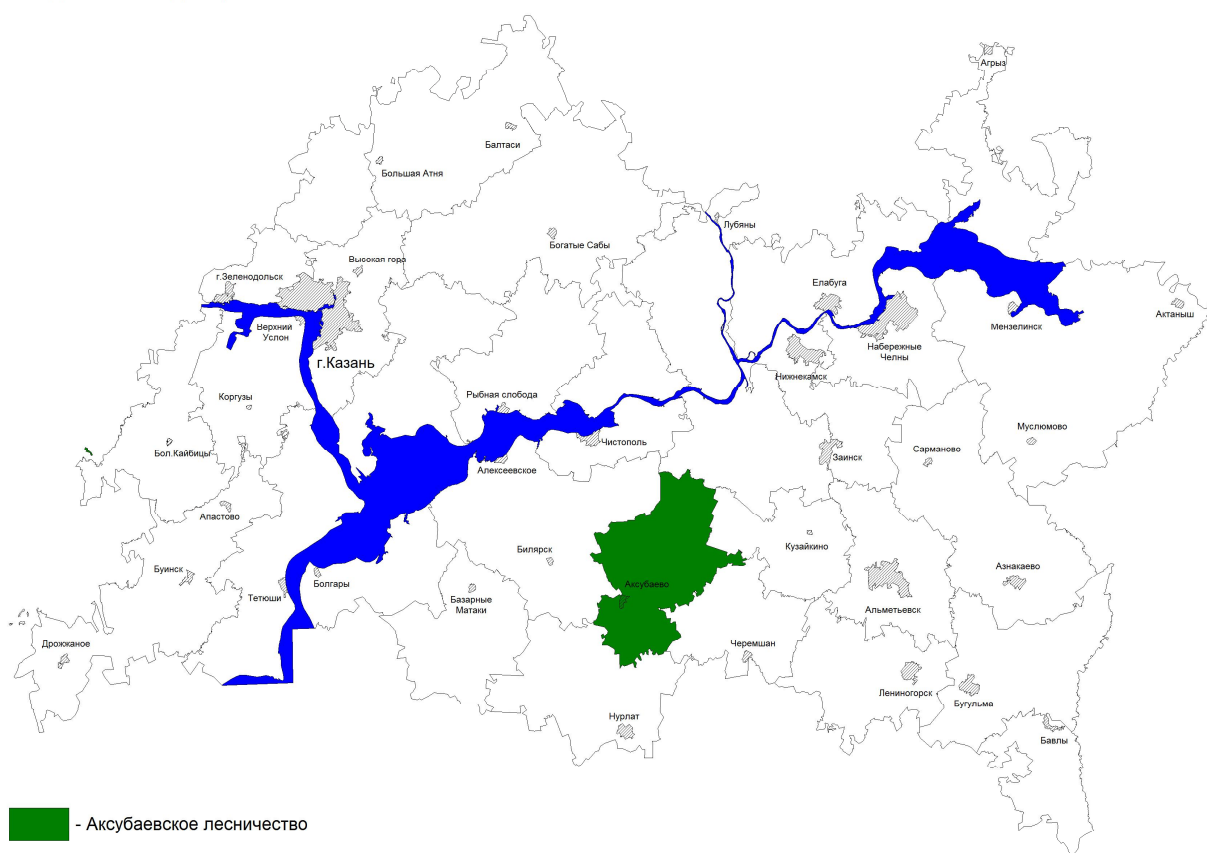 Агрыз
Балтаси
Большая Атня
Лубяны
Богатые Сабы
Высокая гора
г.Зеленодольск
Елабуга
Актаныш
Мензелинск
Верхний
Услон
Набережные
Челны
г.Казань
Нижнекамск
Коргузы
Рыбная слобода
Муслюмово
Чистополь
Бол.Кайбицы
Сарманово
Заинск
Алексеевское
Апастово
Кузайкино
Билярск
Азнакаево
Буинск
Болгары
Аксубаево
Тетюши
Базарные
Матаки
Альметьевск
Дрожжаное
Черемшан
Лениногорск
Бугульма
Нурлат
Бавлы
- Аксубаевское лесничество